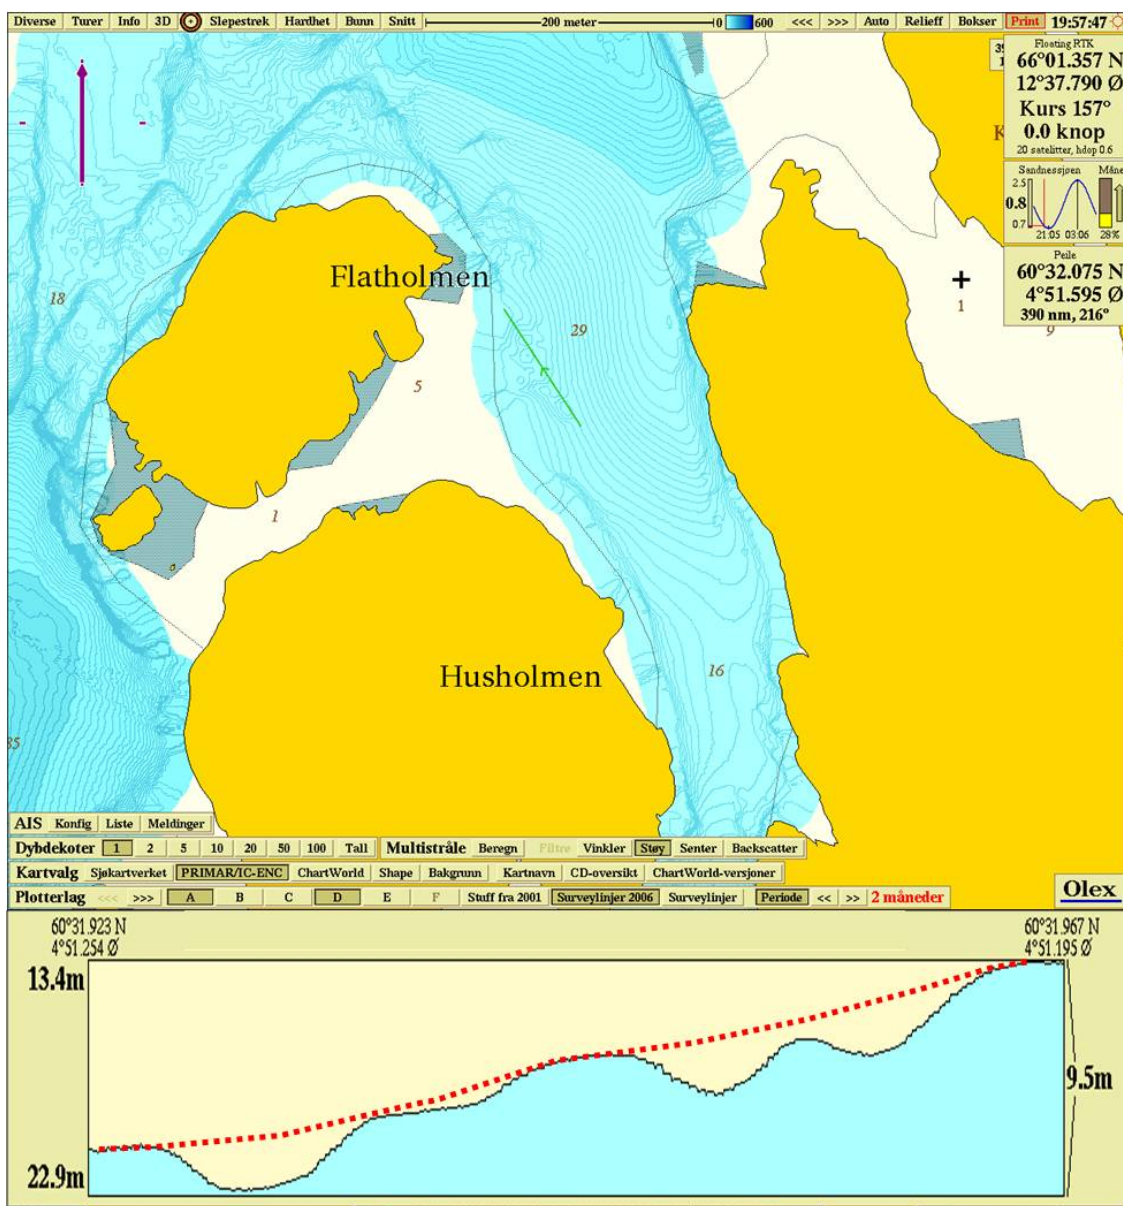 Diverse Turer Info 3D Slepestrek Hardhet Bunn Snitt 200 meter 0 600 <<< >>> Auto Relieff Bokser Print 19:57:47
Floating RTK
66°01.357 N
12°37.790 Ø
Kurs 157°
0.0 knop
20 satelitter, hdop 0.6
Sandnessjøen Måne
2.5
0.8
0.7
21:05 03:06 28%
Peile
60°32.075 N
4°51.595 Ø
390 nm, 216°
Flatholmen
18
29
1
9
5
1
Husholmen
16
AIS Konfig Liste Meldinger
Dybdekoter 1 2 5 10 20 50 100 Tall Multistråle Beregn Filtre Vinkler Støy Senter Backscatter
Kartvalg Sjøkartverket PRIMAR/IC-ENC ChartWorld Shape Bakgrunn Kartnavn CD-oversikt ChartWorld-versjoner
Plotterlag <<< >>> A B C D E F Stuff fra 2001 Surveylinjer 2006 Surveylinjer Periode << >> 2 måneder
Olex
60°31.923 N
4°51.254 Ø
60°31.967 N
4°51.195 Ø
13.4m
9.5m
22.9m